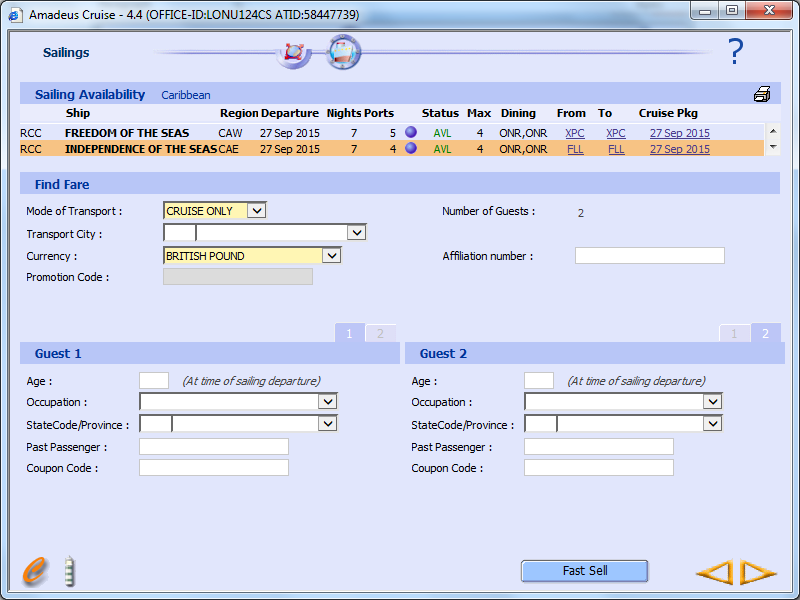 Amadeus Cruise - 4.4 (OFFICE-ID:LONU124CS ATID:58447739)
Sailings
?
Sailing Availability Caribbean
Ship Region Departure Nights Ports Status Max Dining From To Cruise Pkg
RCC FREEDOM OF THE SEAS CAW 27 Sep 2015 7 5 AVL 4 ONR,ONR XPC XPC 27 Sep 2015
RCC INDEPENDENCE OF THE SEAS CAE 27 Sep 2015 7 4 AVL 4 ONR,ONR FLL FLL 27 Sep 2015
Find Fare
Mode of Transport : CRUISE ONLY Number of Guests : 2
Transport City :
Currency : BRITISH POUND Affiliation number :
Promotion Code :
1 2 1 2
Guest 1 Guest 2
Age : (At time of sailing departure) Age : (At time of sailing departure)
Occupation : Occupation :
StateCode/Province : StateCode/Province :
Past Passenger : Past Passenger :
Coupon Code : Coupon Code :
Fast Sell